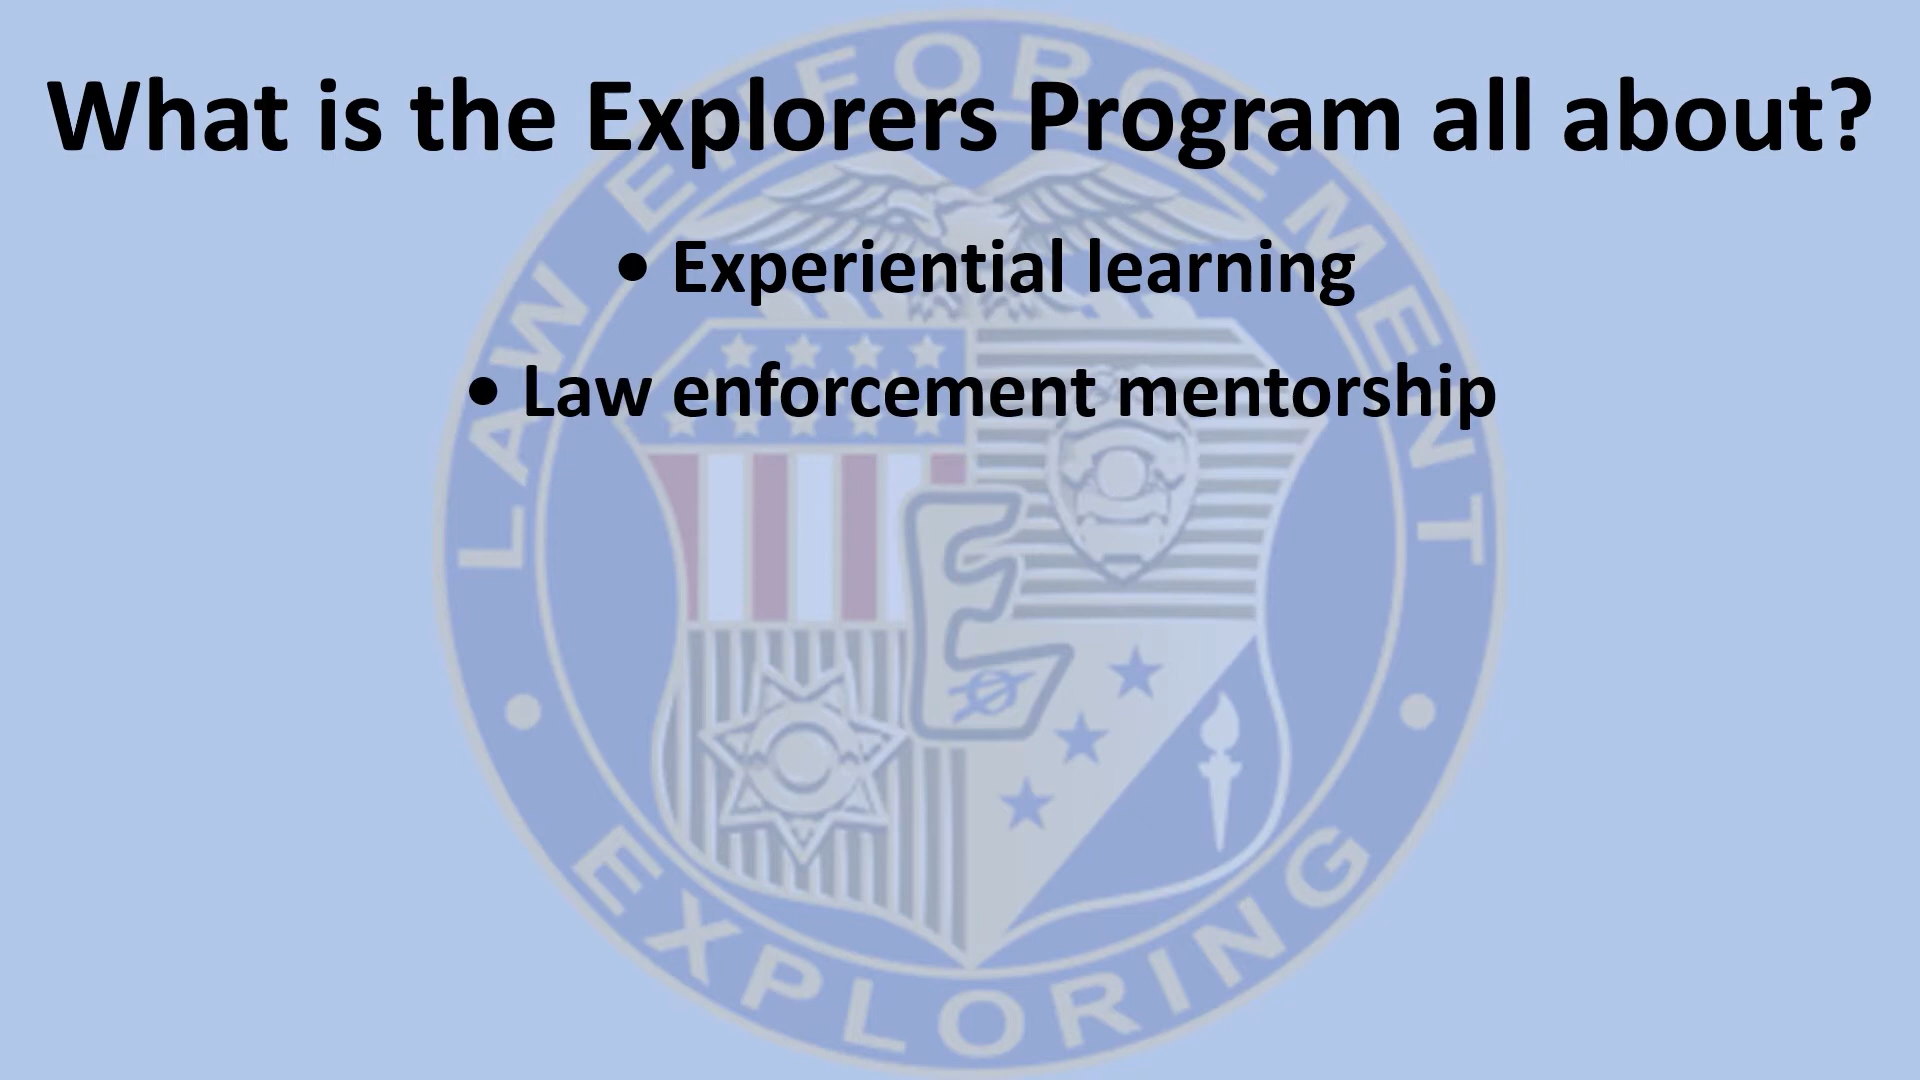 What is the Explorers Program all about?
• Experiential learning
• Law enforcement mentorship
LAW ENFORCEMENT
EXPLORING
E